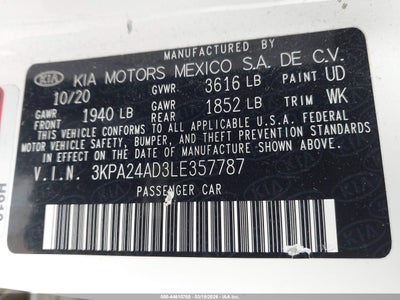 MANUFACTURED BY
KIA KIA MOTORS MEXICO S.A. DE C.V.
10/20 GVWR 3616 LB PAINT UD
GAWR FRONT 1940 LB GAWR REAR 1852 LB TRIM WK
THIS VEHICLE CONFORMS TO ALL APPLICABLE U.S. FEDERAL
MOTOR VEHICLE SAFETY, BUMPER, AND THEFT PREVENTION STANDARDS
IN EFFECT ON THE DATE OF MANUFACTURE SHOWN ABOVE.
V.I.N. 3KPA24AD3LE357787
PASSENGER CAR